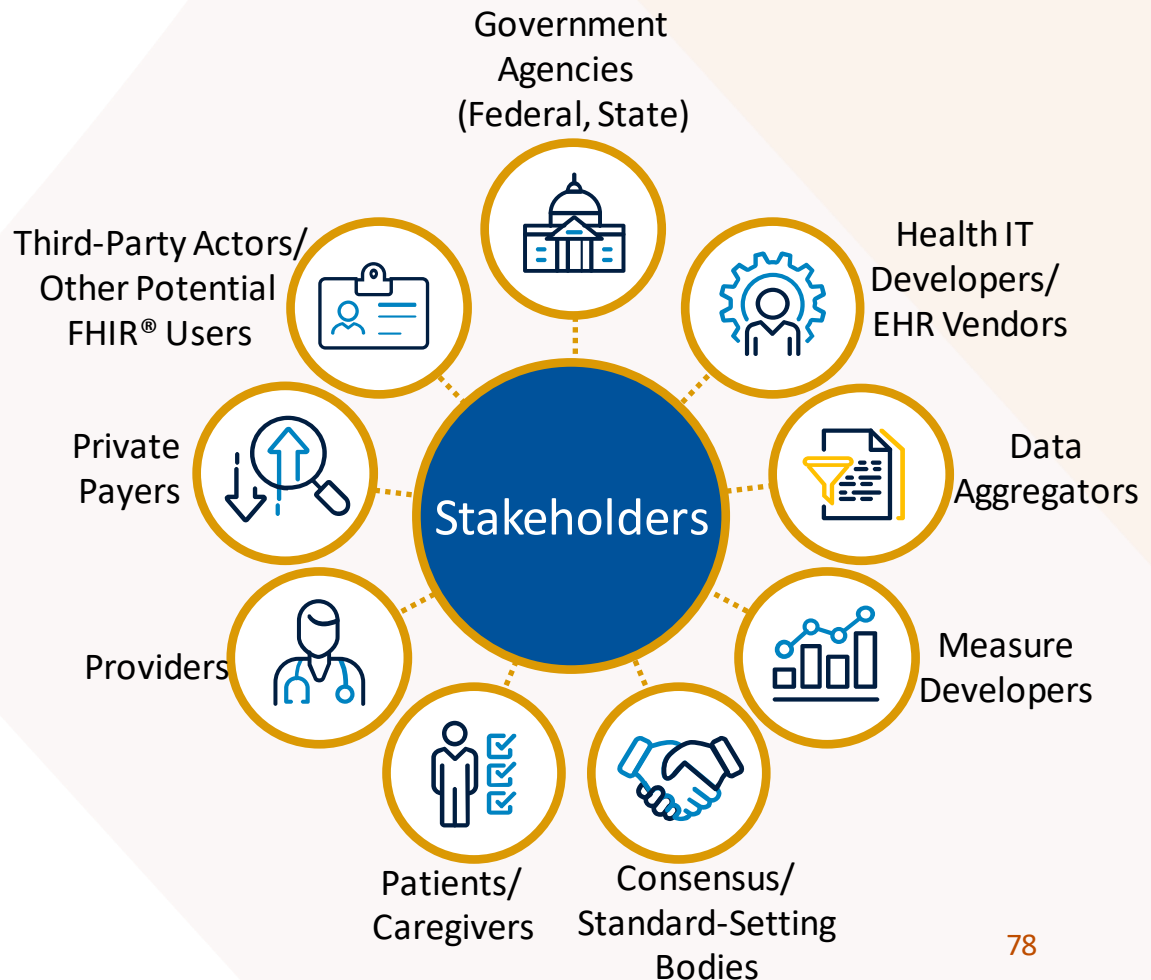 Government
Agencies
(Federal, State)
Health IT
Developers/
EHR Vendors
Data
Aggregators
Measure
Developers
Consensus/
Standard-Setting
Bodies
Patients/
Caregivers
Providers
Private
Payers
Third-Party Actors/
Other Potential
FHIR® Users
Stakeholders
78